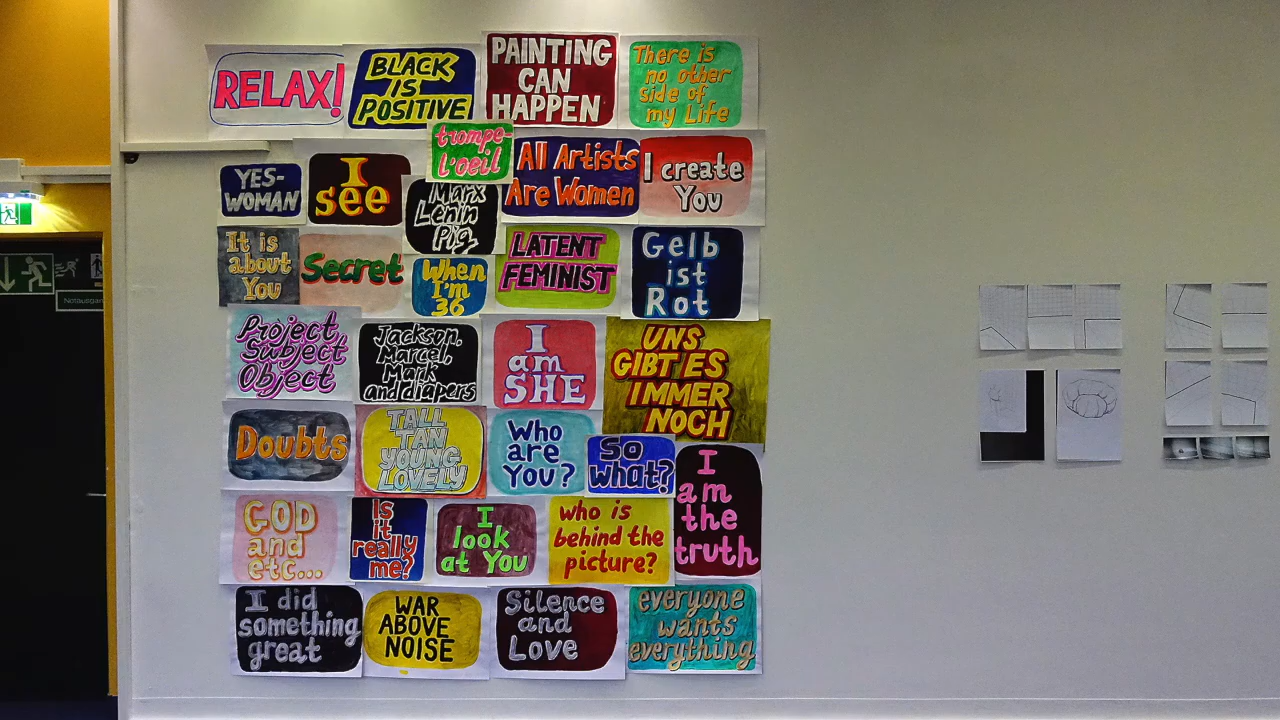 RELAX!
BLACK
IS
POSITIVE
PAINTING
CAN
HAPPEN
There is
no other
side of
my Life
trompe-
l'oeil
YES-
WOMAN
I
see
Marx
Lenin
Pig
All Artists
Are Women
I create
You
It is
about
You
Secret
When
I'm
36
LATENT
FEMINIST
Gelb
ist
Rot
Project
Subject
Object
Jackson,
Marcel,
Mark
and diapers
I
am
SHE
UNS
GIBT ES
IMMER
NOCH
Doubts
TALL
TAN
YOUNG
LOVELY
Who
are
You?
So
what?
I
am
the
truth
GOD
and
etc...
Is
it
really
me?
I
look
at You
who is
behind the
picture?
I did
something
great
WAR
ABOVE
NOISE
Silence
and
Love
everyone
wants
everything
Notausgang